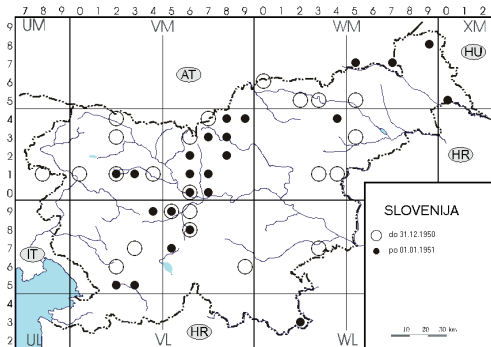 7 8 9 0 1 2 3 4 5 6 7 8 9 0 1 2 3 4 5 6 7 8 9 0 1 2
9 UM VM WM XM
8 HU
7 AT
6
5
4
3
2 HR
1
0
9 SLOVENIJA
8 do 31.12.1950
7 IT po 01.01.1951
6
5
4
3 10 20 30 km
2 UL VL HR WL